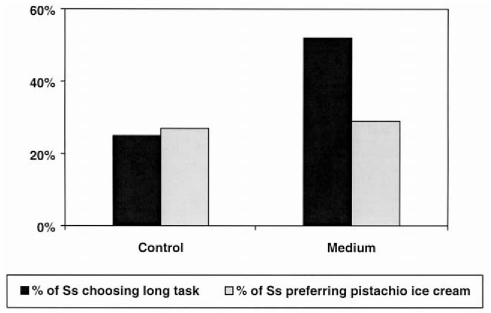 60%
40%
20%
0%
Control Medium
■ % of Ss choosing long task □ % of Ss preferring pistachio ice cream